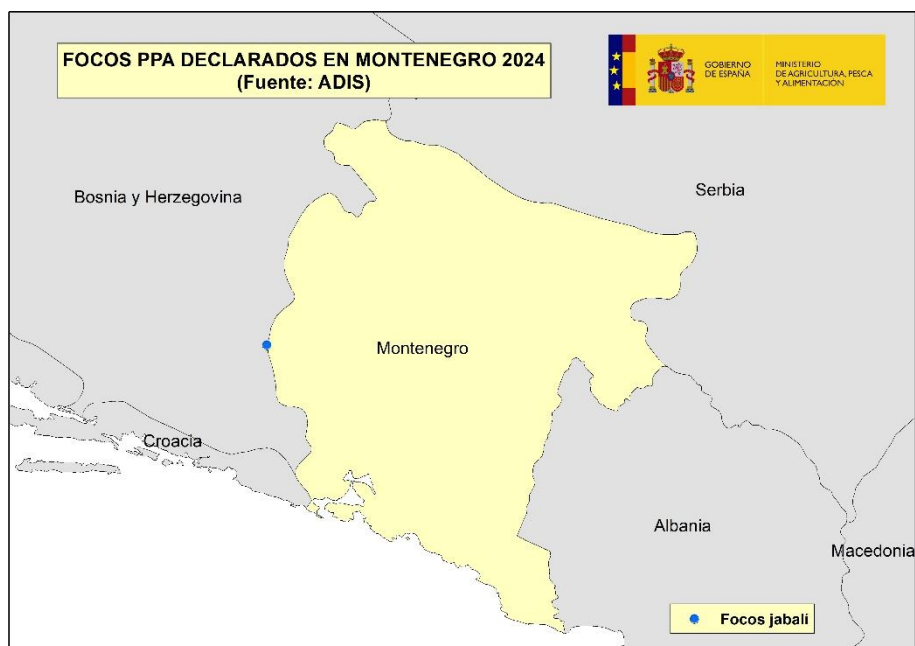 FOCOS PPA DECLARADOS EN MONTENEGRO 2024
(Fuente: ADIS)
GOBIERNO
DE ESPAÑA
MINISTERIO
DE AGRICULTURA, PESCA
Y ALIMENTACIÓN
Bosnia y Herzegovina
Serbia
Montenegro
Croacia
Albania
Macedonia
Focos jabalí